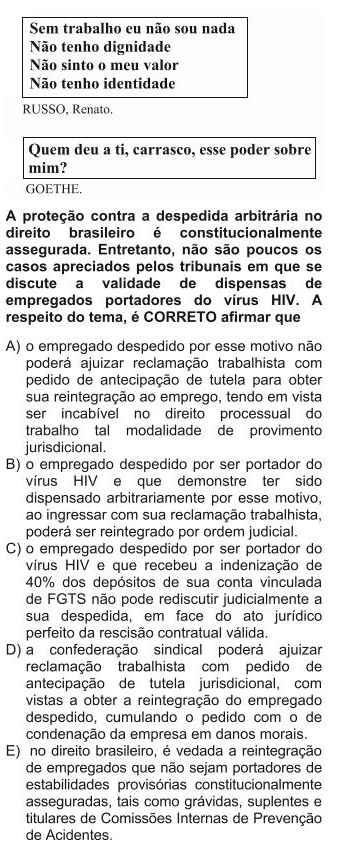 Sem trabalho eu não sou nada
Não tenho dignidade
Não sinto o meu valor
Não tenho identidade
RUSSO, Renato.
Quem deu a ti, carrasco, esse poder sobre
mim?
GOETHE.
A proteção contra a despedida arbitrária no
direito brasileiro é constitucionalmente
assegurada. Entretanto, não são poucos os
casos apreciados pelos tribunais em que se
discute a validade de dispensas de
empregados portadores do vírus HIV. A
respeito do tema, é CORRETO afirmar que
A) o empregado despedido por esse motivo não
poderá ajuizar reclamação trabalhista com
pedido de antecipação de tutela para obter
sua reintegração ao emprego, tendo em vista
ser incabível no direito processual do
trabalho tal modalidade de provimento
jurisdicional.
B) o empregado despedido por ser portador do
vírus HIV e que demonstre ter sido
dispensado arbitrariamente por esse motivo,
ao ingressar com sua reclamação trabalhista,
poderá ser reintegrado por ordem judicial.
C) o empregado despedido por ser portador do
vírus HIV e que recebeu a indenização de
40% dos depósitos de sua conta vinculada
de FGTS não pode rediscutir judicialmente a
sua despedida, em face do ato jurídico
perfeito da rescisão contratual válida.
D) a confederação sindical poderá ajuizar
reclamação trabalhista com pedido de
antecipação de tutela jurisdicional, com
vistas a obter a reintegração do empregado
despedido, cumulando o pedido com o de
condenação da empresa em danos morais.
E) no direito brasileiro, é vedada a reintegração
de empregados que não sejam portadores de
estabilidades provisórias constitucionalmente
asseguradas, tais como grávidas, suplentes e
titulares de Comissões Internas de Prevenção
de Acidentes.